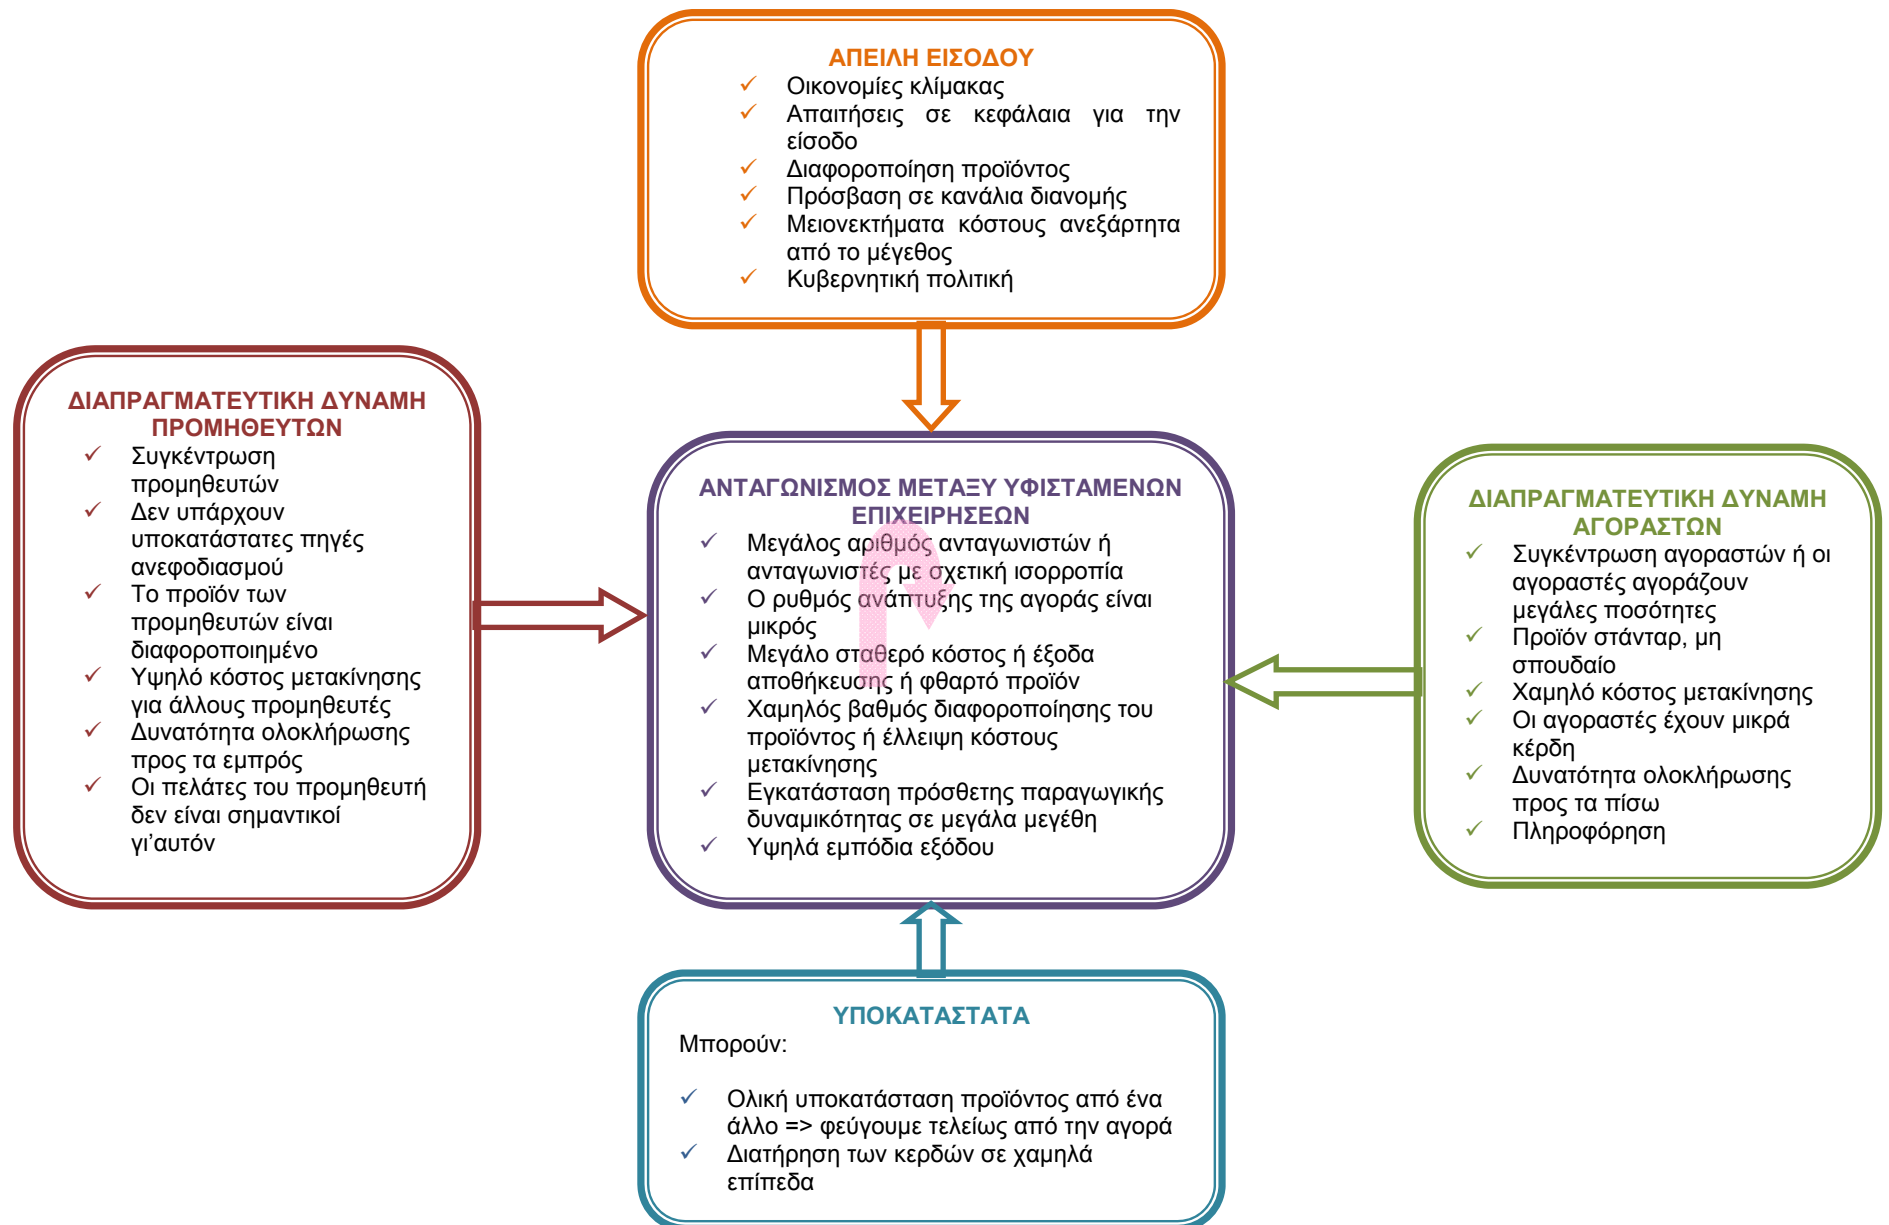 ΑΠΕΙΛΗ ΕΙΣΟΔΟΥ
✓ Οικονομίες κλίμακας
✓ Απαιτήσεις σε κεφάλαια για την
είσοδο
✓ Διαφοροποίηση προϊόντος
✓ Πρόσβαση σε κανάλια διανομής
✓ Μειονεκτήματα κόστους ανεξάρτητα
από το μέγεθος
✓ Κυβερνητική πολιτική
ΔΙΑΠΡΑΓΜΑΤΕΥΤΙΚΗ ΔΥΝΑΜΗ
ΠΡΟΜΗΘΕΥΤΩΝ
✓ Συγκέντρωση
προμηθευτών
✓ Δεν υπάρχουν
υποκατάστατες πηγές
ανεφοδιασμού
✓ Το προϊόν των
προμηθευτών είναι
διαφοροποιημένο
✓ Υψηλό κόστος μετακίνησης
για άλλους προμηθευτές
✓ Δυνατότητα ολοκλήρωσης
προς τα εμπρός
✓ Οι πελάτες του προμηθευτή
δεν είναι σημαντικοί
γι’αυτόν
ΑΝΤΑΓΩΝΙΣΜΟΣ ΜΕΤΑΞΥ ΥΦΙΣΤΑΜΕΝΩΝ
ΕΠΙΧΕΙΡΗΣΕΩΝ
✓ Μεγάλος αριθμός ανταγωνιστών ή
ανταγωνιστές με σχετική ισορροπία
✓ Ο ρυθμός ανάπτυξης της αγοράς είναι
μικρός
✓ Μεγάλο σταθερό κόστος ή έξοδα
αποθήκευσης ή φθαρτό προϊόν
✓ Χαμηλός βαθμός διαφοροποίησης του
προϊόντος ή έλλειψη κόστους
μετακίνησης
✓ Εγκατάσταση πρόσθετης παραγωγικής
δυναμικότητας σε μεγάλα μεγέθη
✓ Υψηλά εμπόδια εξόδου
ΔΙΑΠΡΑΓΜΑΤΕΥΤΙΚΗ ΔΥΝΑΜΗ
ΑΓΟΡΑΣΤΩΝ
✓ Συγκέντρωση αγοραστών ή οι
αγοραστές αγοράζουν
μεγάλες ποσότητες
✓ Προϊόν στάνταρ, μη
σπουδαίο
✓ Χαμηλό κόστος μετακίνησης
✓ Οι αγοραστές έχουν μικρά
κέρδη
✓ Δυνατότητα ολοκλήρωσης
προς τα πίσω
✓ Πληροφόρηση
ΥΠΟΚΑΤΑΣΤΑΤΑ
Μπορούν:
✓ Ολική υποκατάσταση προϊόντος από ένα
άλλο => φεύγουμε τελείως από την αγορά
✓ Διατήρηση των κερδών σε χαμηλά
επίπεδα